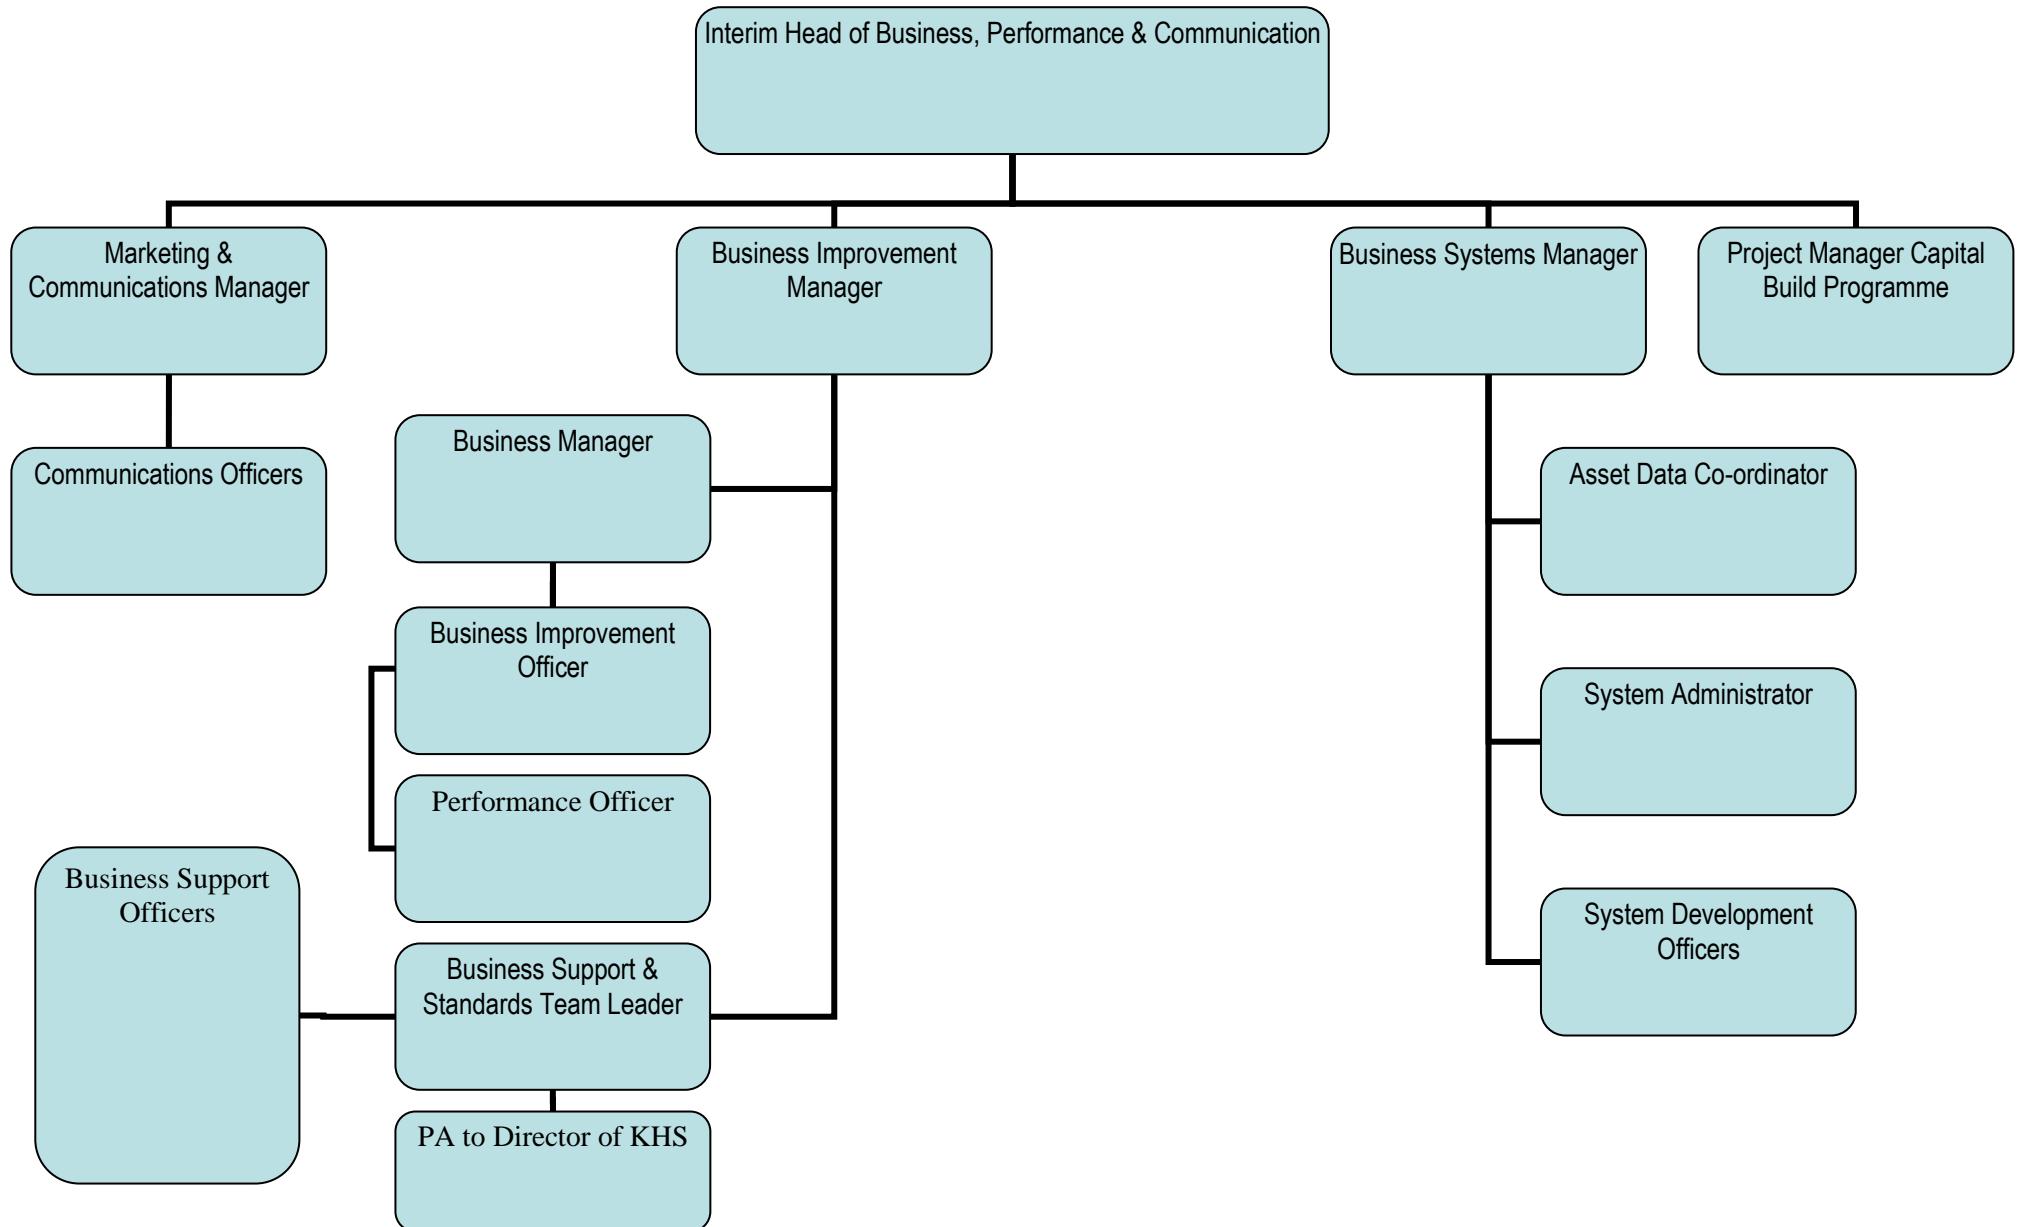 Interim Head of Business, Performance & Communication
Marketing &
Communications Manager
Business Improvement
Manager
Business Systems Manager
Project Manager Capital
Build Programme
Communications Officers
Business Manager
Business Improvement
Officer
Performance Officer
Business Support
Officers
Business Support &
Standards Team Leader
PA to Director of KHS
Asset Data Co-ordinator
System Administrator
System Development
Officers